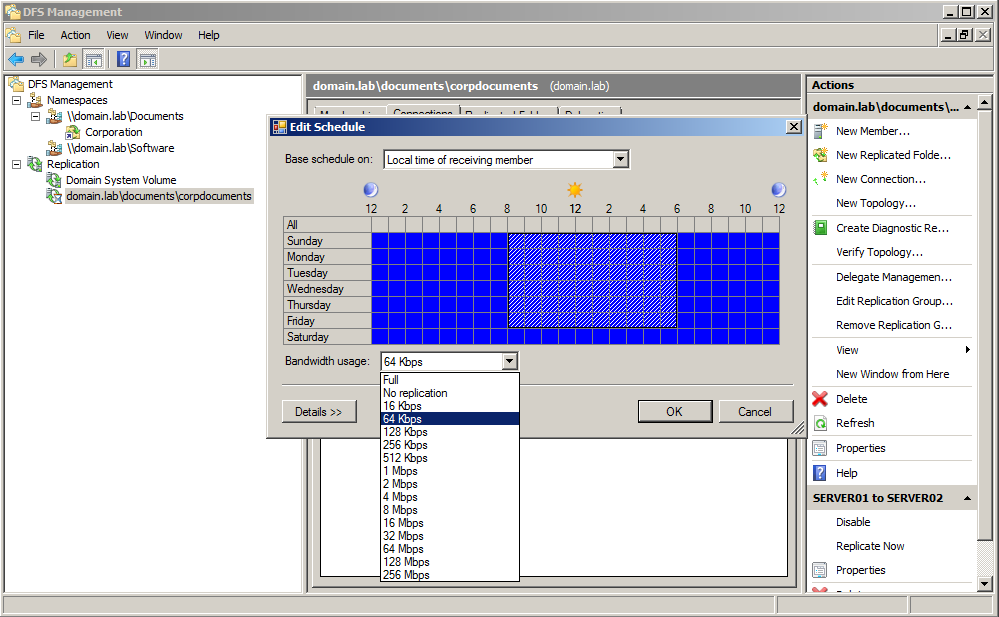 DFS Management
File Action View Window Help
DFS Management
Namespaces
\\domain.lab\Documents
Corporation
\\domain.lab\Software
Replication
Domain System Volume
domain.lab\documents\corpdocuments
domain.lab\documents\corpdocuments (domain.lab)
Connections
Edit Schedule
Base schedule on: Local time of receiving member
12 2 4 6 8 10 12 2 4 6 8 10 12
All
Sunday
Monday
Tuesday
Wednesday
Thursday
Friday
Saturday
Bandwidth usage: 64 Kbps
Full
No replication
16 Kbps
64 Kbps
128 Kbps
256 Kbps
512 Kbps
1 Mbps
2 Mbps
4 Mbps
8 Mbps
16 Mbps
32 Mbps
64 Mbps
128 Mbps
256 Mbps
Details >> OK Cancel
Actions
domain.lab\documents\...
New Member...
New Replicated Folde...
New Connection...
New Topology...
Create Diagnostic Re...
Verify Topology...
Delegate Managemen...
Edit Replication Group...
Remove Replication G...
View
New Window from Here
Delete
Refresh
Properties
Help
SERVER01 to SERVER02
Disable
Replicate Now
Properties